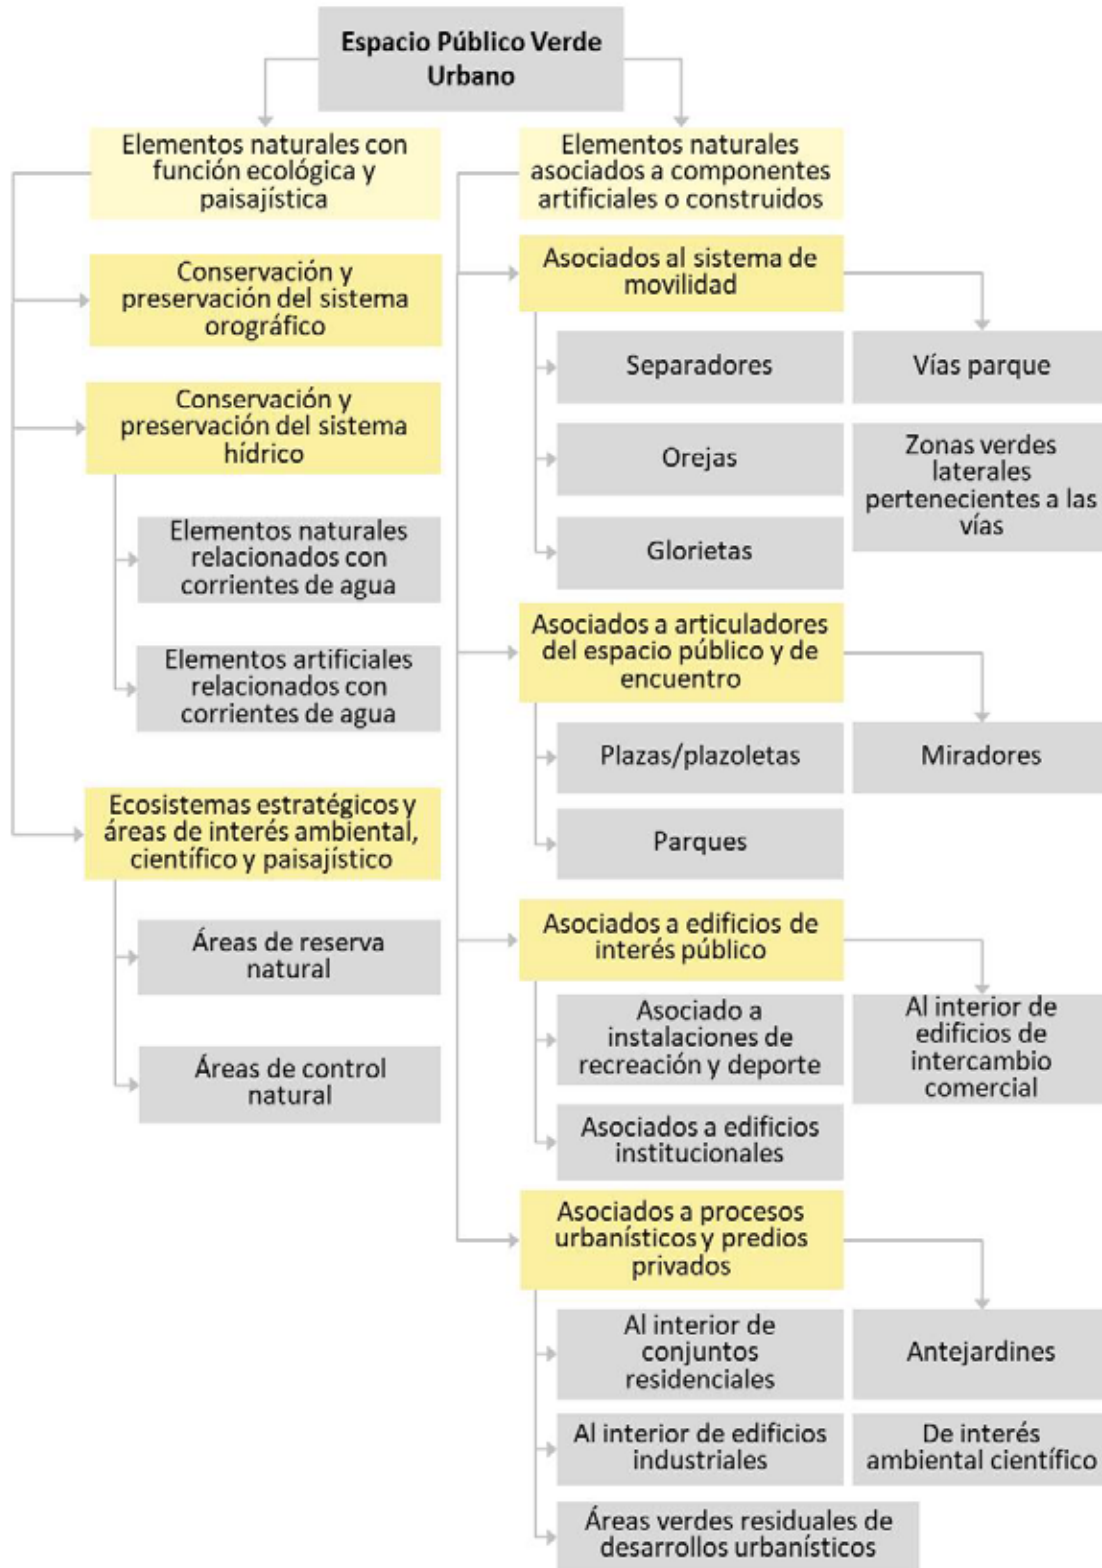 Espacio Público Verde
Urbano
Elementos naturales con
función ecológica y
paisajística
Conservación y
preservación del sistema
orográfico
Conservación y
preservación del sistema
hídrico
Elementos naturales
relacionados con
corrientes de agua
Elementos artificiales
relacionados con
corrientes de agua
Ecosistemas estratégicos y
áreas de interés ambiental,
científico y paisajístico
Áreas de reserva
natural
Áreas de control
natural
Elementos naturales
asociados a componentes
artificiales o construidos
Asociados al sistema de
movilidad
Separadores
Vías parque
Orejas
Zonas verdes
laterales
pertenecientes a las
vías
Glorietas
Asociados a articuladores
del espacio público y de
encuentro
Plazas/plazoletas
Miradores
Parques
Asociados a edificios de
interés público
Asociado a
instalaciones de
recreación y deporte
Al interior de
edificios de
intercambio
comercial
Asociados a edificios
institucionales
Asociados a procesos
urbanísticos y predios
privados
Al interior de
conjuntos
residenciales
Antejardines
Al interior de edificios
industriales
De interés
ambiental científico
Áreas verdes residuales de
desarrollos urbanísticos